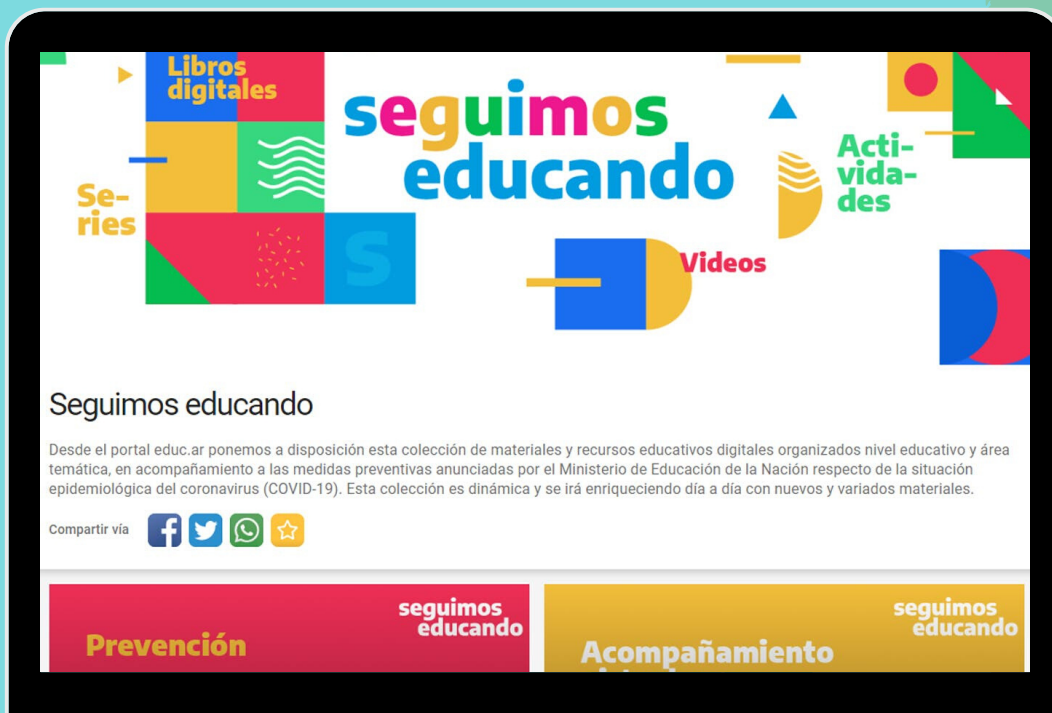 Libros
digitales
seguimos
educando
Acti-
vida-
des
Se-
ries
S
Videos
Seguimos educando
Desde el portal educ.ar ponemos a disposición esta colección de materiales y recursos educativos digitales organizados nivel educativo y área
temática, en acompañamiento a las medidas preventivas anunciadas por el Ministerio de Educación de la Nación respecto de la situación
epidemiológica del coronavirus (COVID-19). Esta colección es dinámica y se irá enriqueciendo día a día con nuevos y variados materiales.
Compartir vía
seguimos
educando
Prevención
seguimos
educando
Acompañamiento